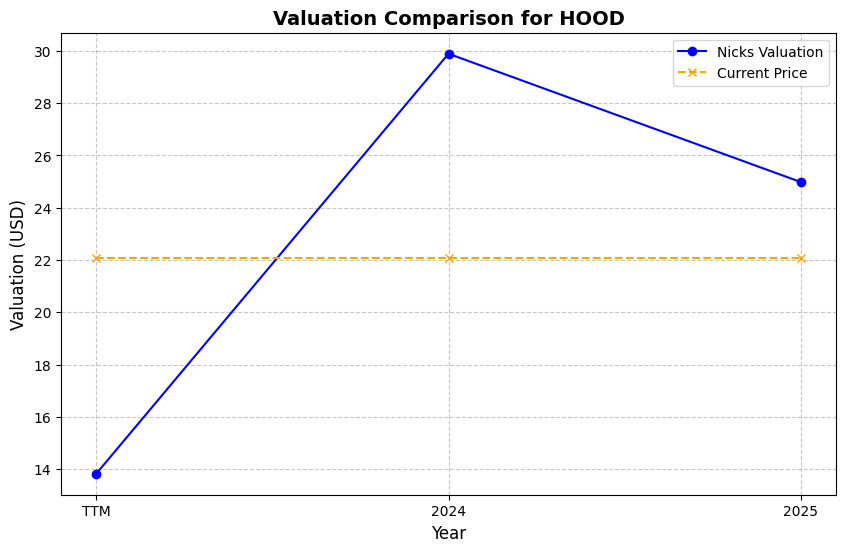 Valuation Comparison for HOOD
Nicks Valuation
Current Price
Valuation (USD)
30
28
26
24
22
20
18
16
14
TTM
2024
2025
Year